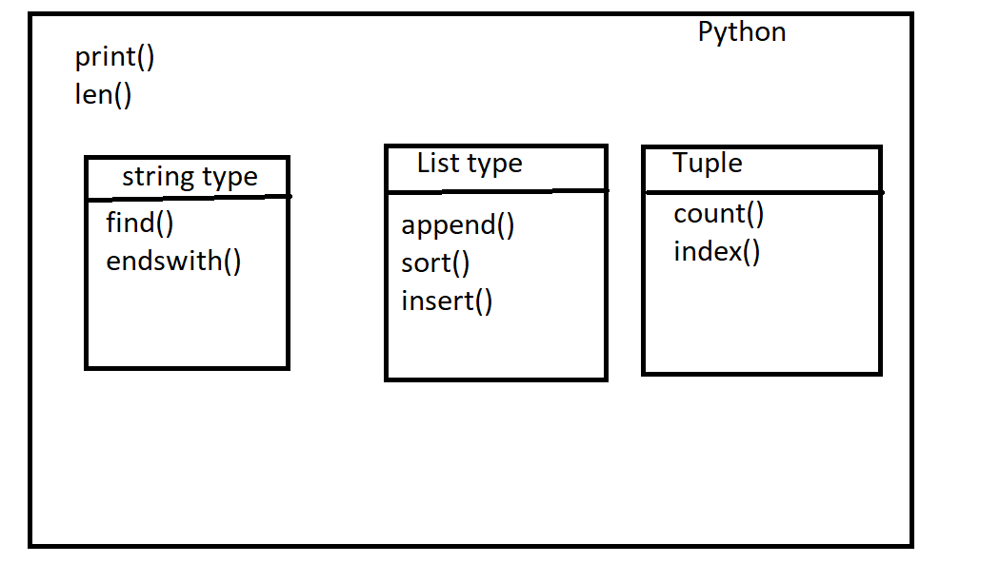 Python
print()
len()
string type
find()
endswith()
List type
append()
sort()
insert()
Tuple
count()
index()